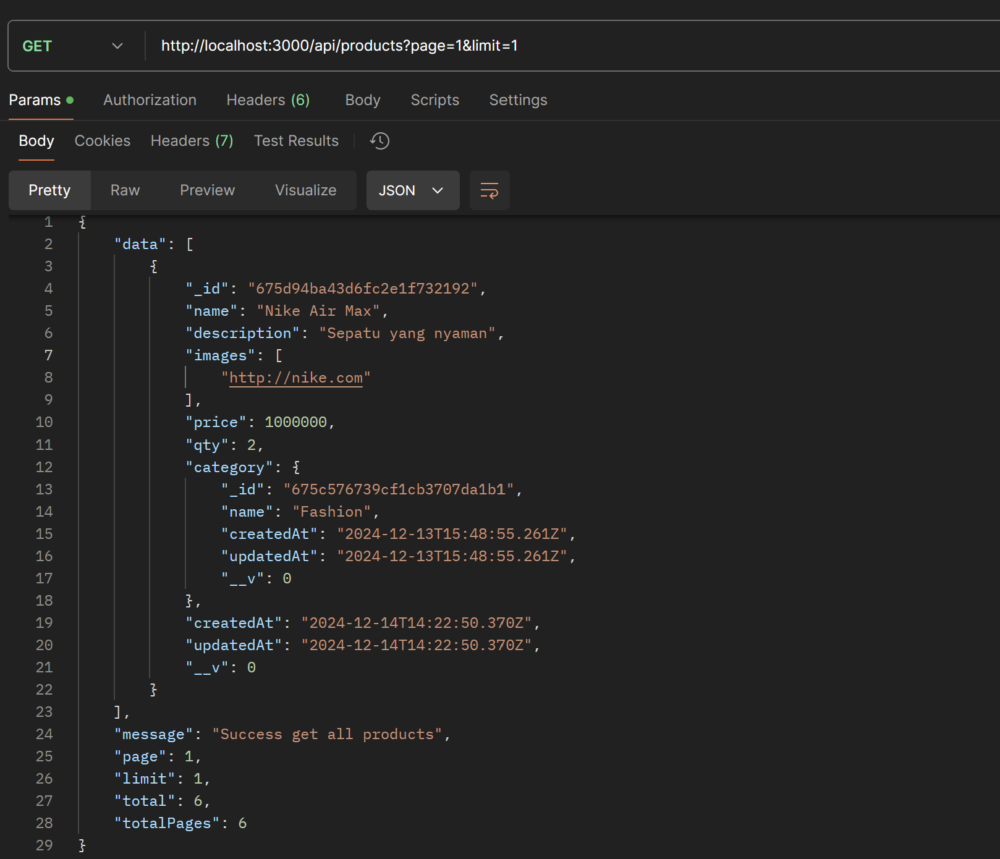 GET http://localhost:3000/api/products?page=1&limit=1
Params Authorization Headers (6) Body Scripts Settings
Body Cookies Headers (7) Test Results
Pretty Raw Preview Visualize JSON
1 {
2 "data": [
3 {
4 "_id": "675d94ba43d6fc2e1f732192",
5 "name": "Nike Air Max",
6 "description": "Sepatu yang nyaman",
7 "images": [
8 "http://nike.com"
9 ],
10 "price": 1000000,
11 "qty": 2,
12 "category": {
13 "_id": "675c576739cf1cb3707da1b1",
14 "name": "Fashion",
15 "createdAt": "2024-12-13T15:48:55.261Z",
16 "updatedAt": "2024-12-13T15:48:55.261Z",
17 "__v": 0
18 },
19 "createdAt": "2024-12-14T14:22:50.370Z",
20 "updatedAt": "2024-12-14T14:22:50.370Z",
21 "__v": 0
22 }
23 ],
24 "message": "Success get all products",
25 "page": 1,
26 "limit": 1,
27 "total": 6,
28 "totalPages": 6
29 }